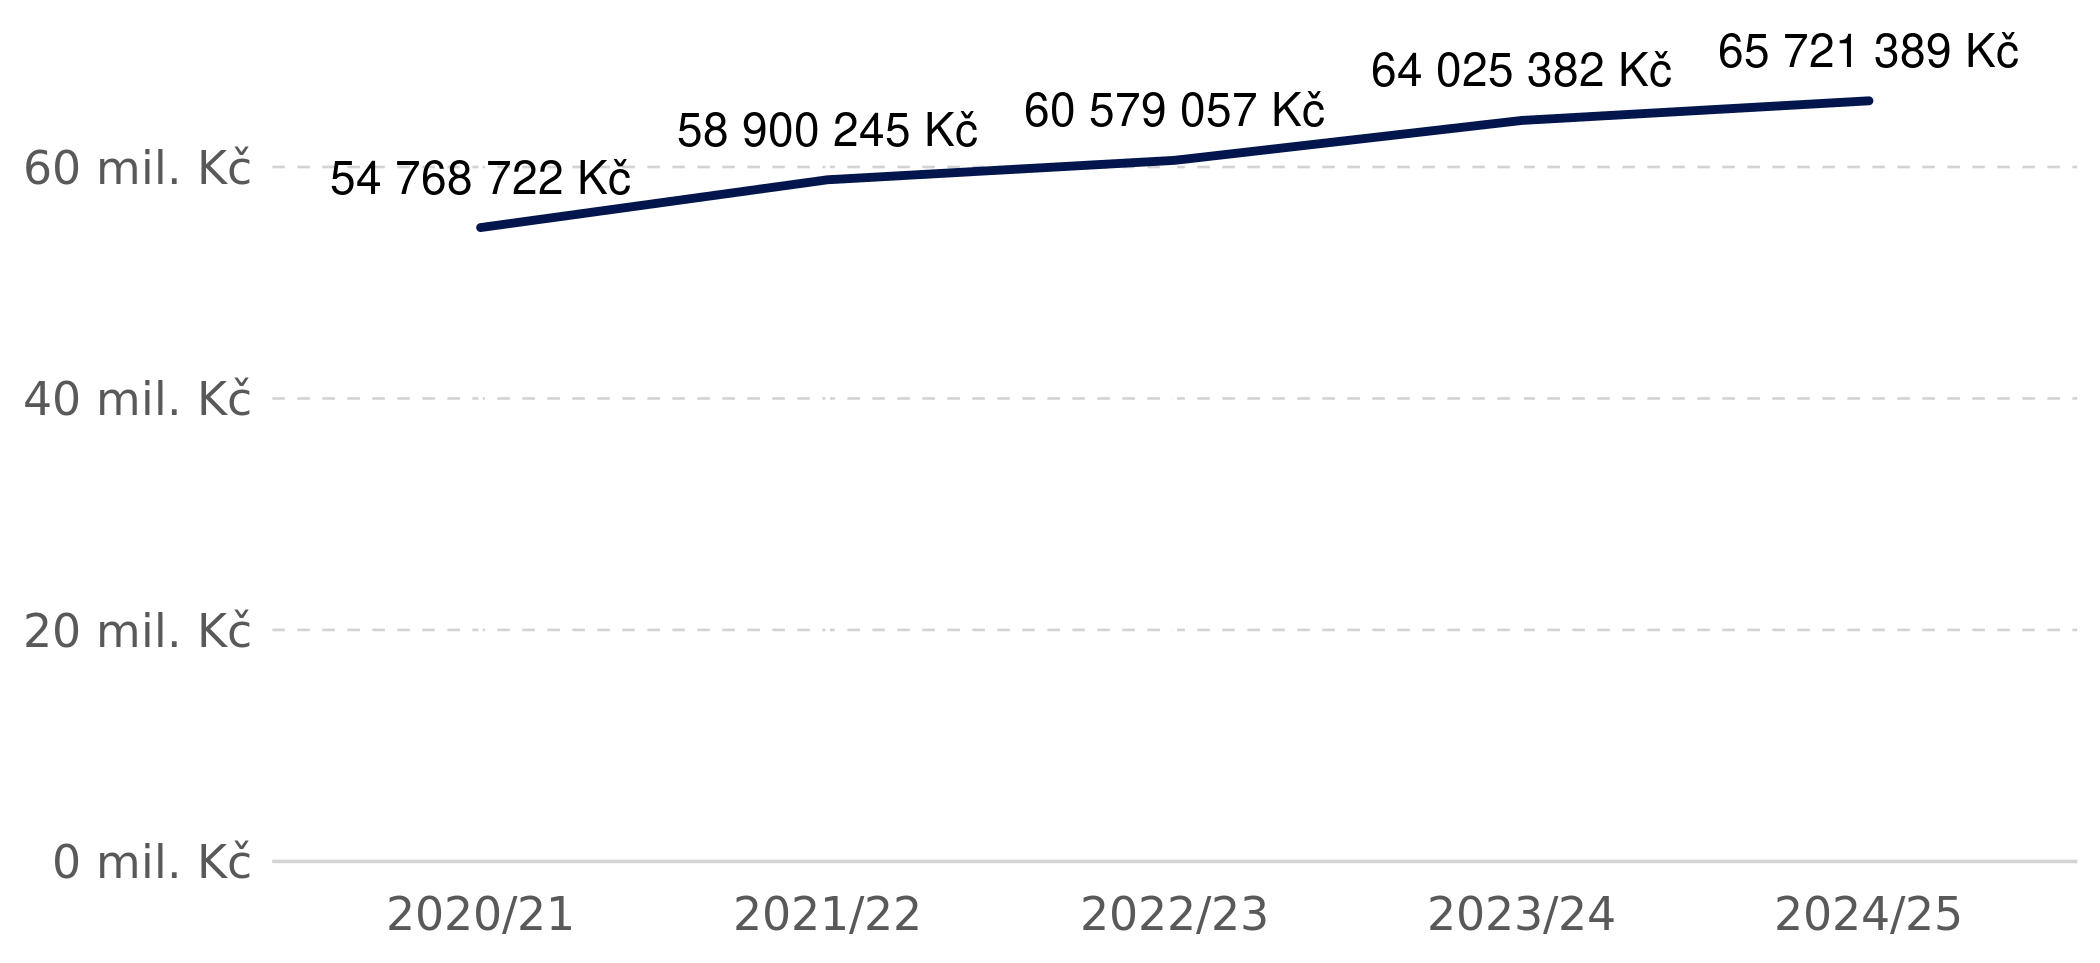 65 721 389 Kč
64 025 382 Kč
60 579 057 Kč
58 900 245 Kč
60 mil. Kč
54 768 722 Kč
40 mil. Kč
20 mil. Kč
0 mil. Kč
2020/21 2021/22 2022/23 2023/24 2024/25